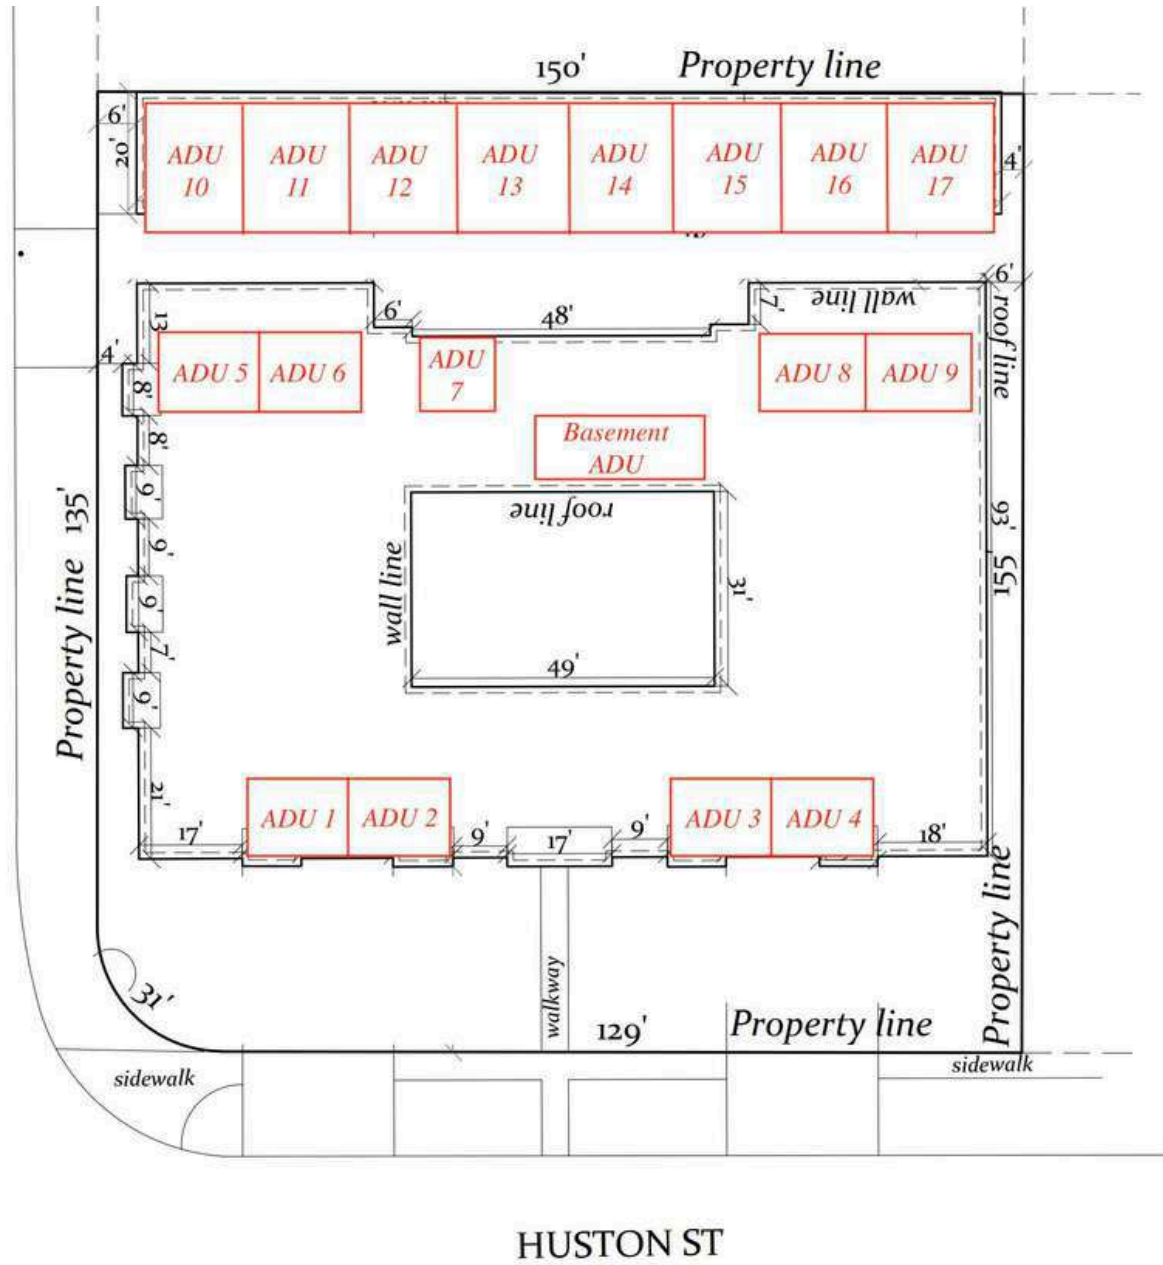 150'
Property line
6'
20'
ADU
10
ADU
11
ADU
12
ADU
13
ADU
14
ADU
15
ADU
16
ADU
17
4'
6'
13
6'
48'
7'
wall line
roof line
4'
ADU 5
ADU 6
ADU
7
ADU 8
ADU 9
8'
8'
Basement
ADU
9'
roof line
93'
135'
Property line
9'
wall line
155'
9'
31'
7'
49'
9'
21'
17'
ADU 1
ADU 2
9'
17'
9'
ADU 3
ADU 4
18'
Property line
31'
walkway
129'
Property line
sidewalk
sidewalk
HUSTON ST